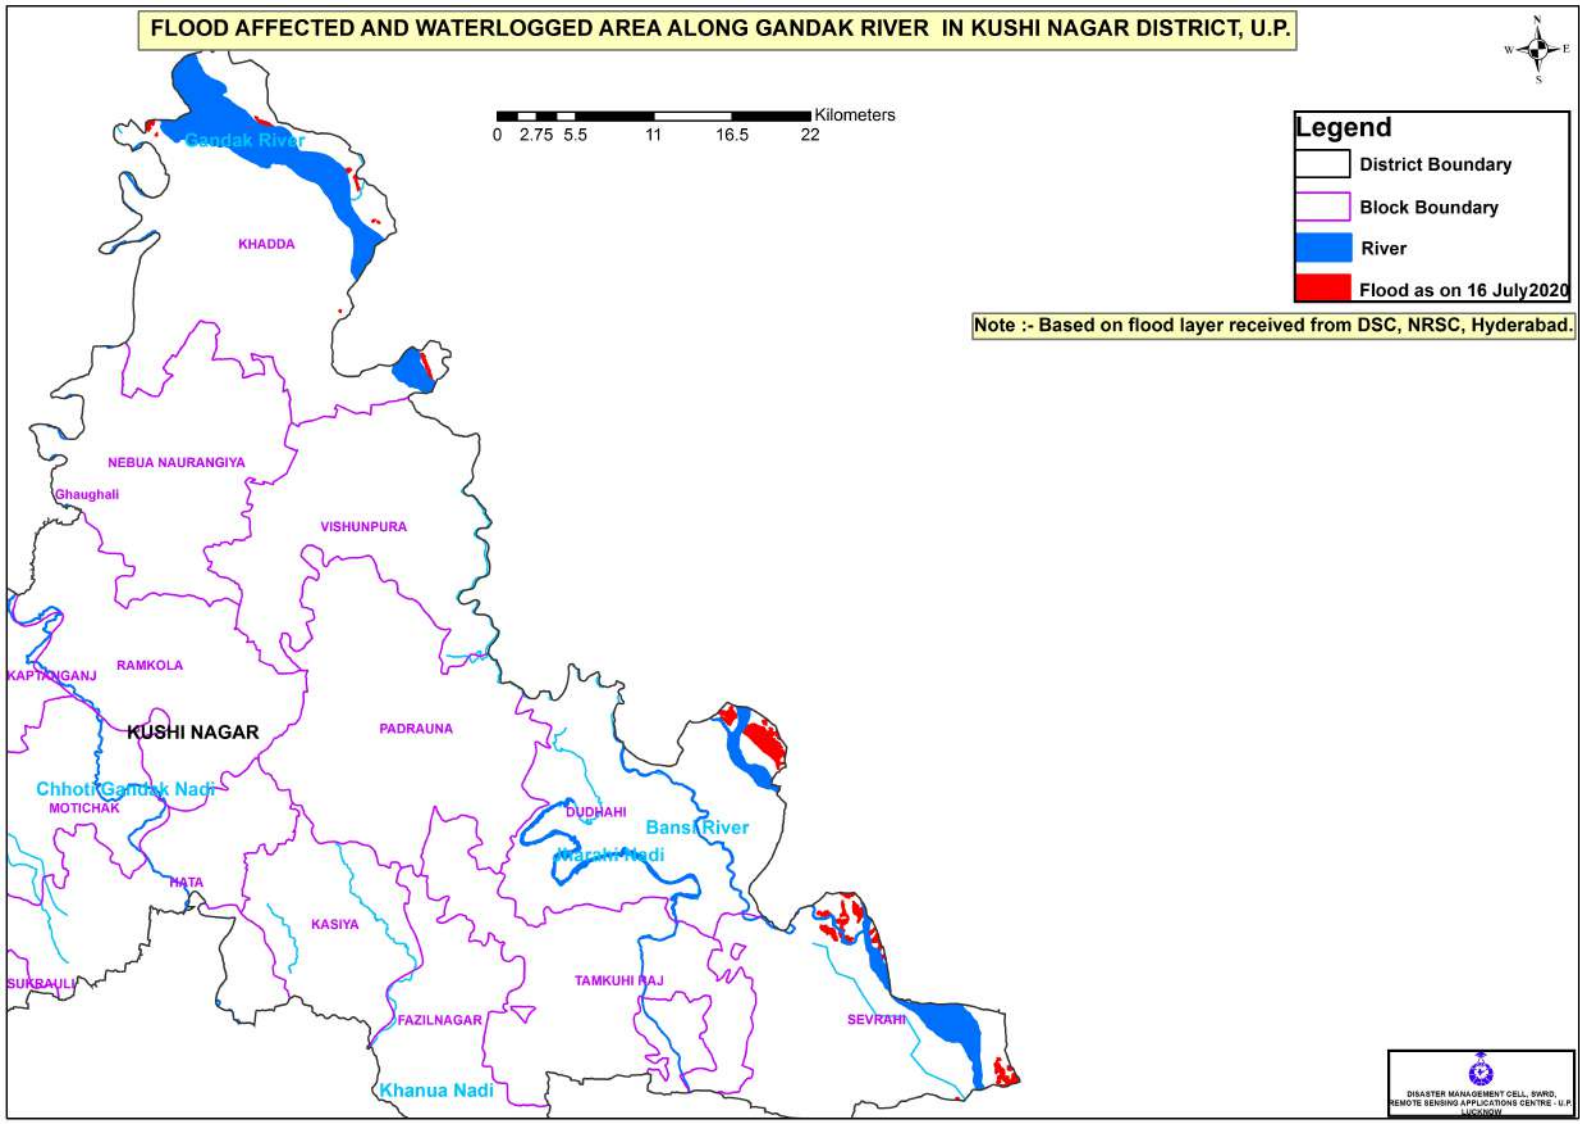 FLOOD AFFECTED AND WATERLOGGED AREA ALONG GANDAK RIVER IN KUSHI NAGAR DISTRICT, U.P.
N
W E
S
Kilometers
0 2.75 5.5 11 16.5 22
Legend
District Boundary
Block Boundary
River
Flood as on 16 July2020
Note :- Based on flood layer received from DSC, NRSC, Hyderabad.
Gandak River
KHADDA
NEBUA NAURANGIYA
Ghaughali
VISHUNPURA
RAMKOLA
KAPTANGANJ
KUSHI NAGAR
PADRAUNA
Chhoti Gandak Nadi
MOTICHAK
DUDHAHI
Bansi River
Jharahi Nadi
HATA
KASIYA
SUKRAULI
TAMKUHI RAJ
FAZILNAGAR
SEVRAHI
Khanua Nadi
DISASTER MANAGEMENT CELL, SWRD,
REMOTE SENSING APPLICATIONS CENTRE - U.P.
LUCKNOW